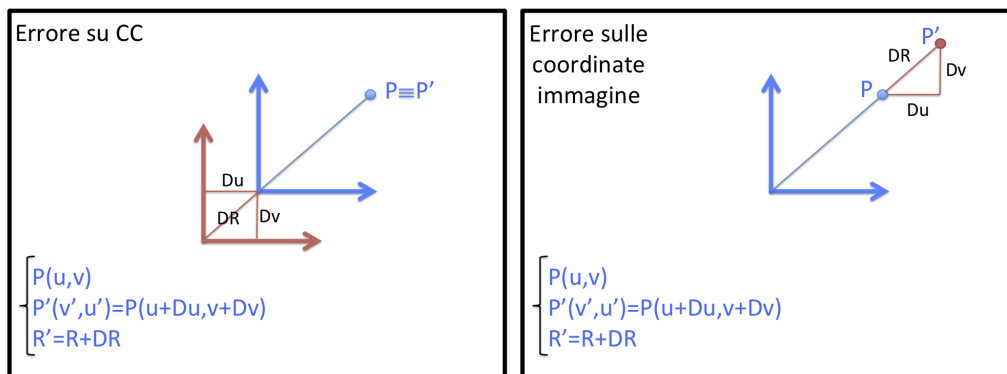 Errore su CC
P≡P'
Du
DR
Dv
P(u,v)
P'(v',u')=P(u+Du,v+Dv)
R'=R+DR
Errore sulle
coordinate
immagine
P'
DR
Dv
P
Du
P(u,v)
P'(v',u')=P(u+Du,v+Dv)
R'=R+DR